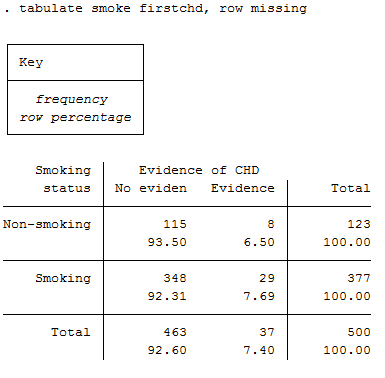 . tabulate smoke firstchd, row missing
Key
frequency
row percentage
Smoking Evidence of CHD
status No eviden Evidence Total
Non-smoking 115 8 123
93.50 6.50 100.00
Smoking 348 29 377
92.31 7.69 100.00
Total 463 37 500
92.60 7.40 100.00